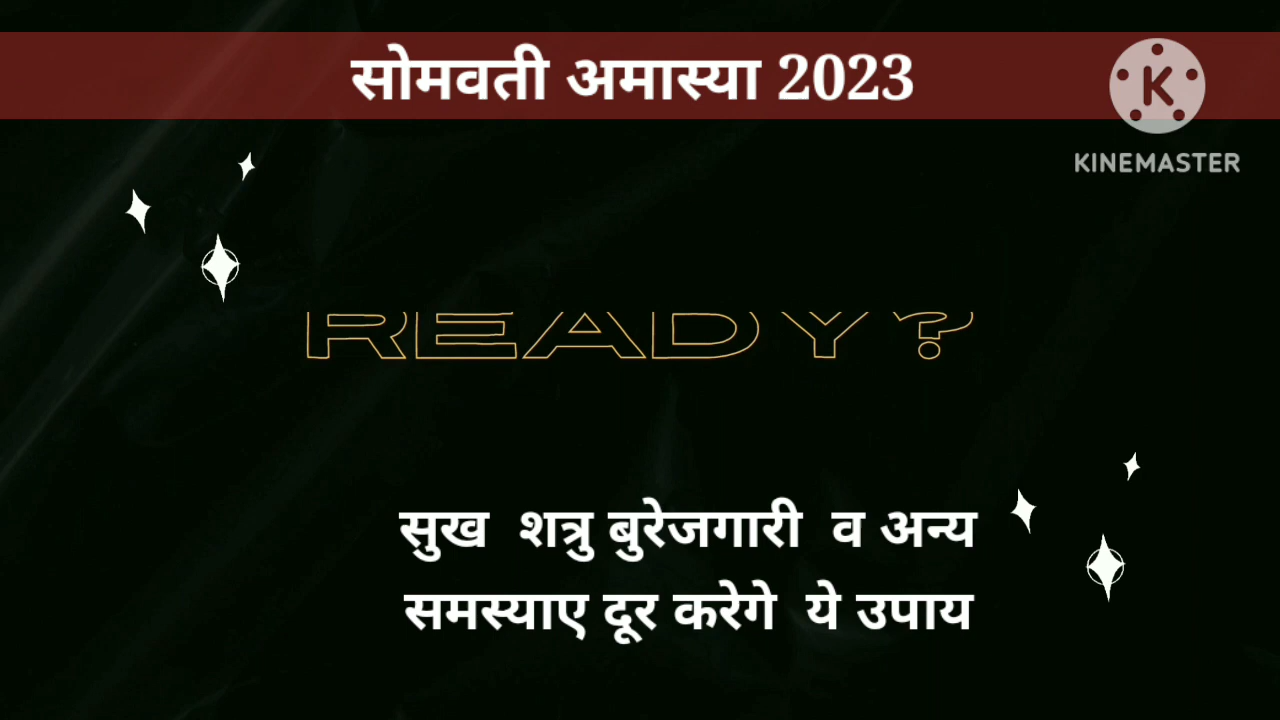 सोमवती अमास्या 2023
K
KINEMASTER
READY?
सुख शत्रु बुरेजगारी व अन्य
समस्याए दूर करेगे ये उपाय